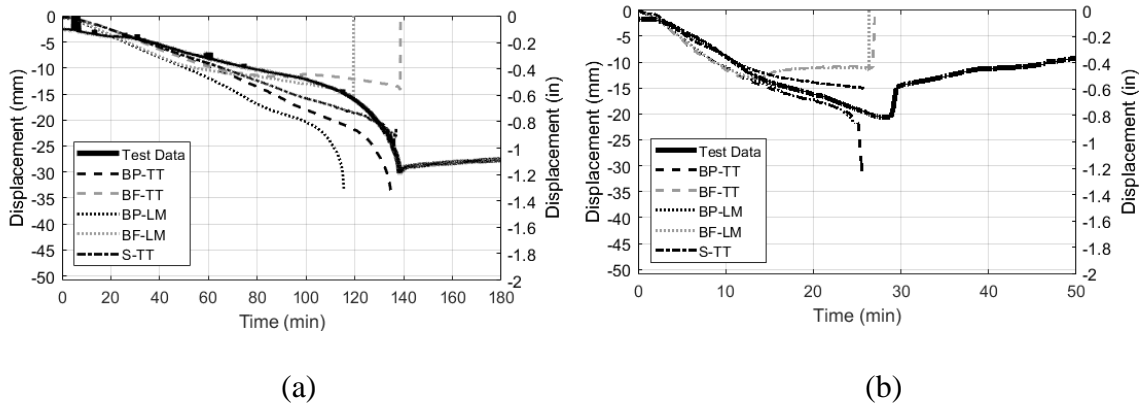 0
-5
-10
-15
-20
-25
-30
-35
-40
-45
-50
Displacement (mm)
0
-0.2
-0.4
-0.6
-0.8
-1
-1.2
-1.4
-1.6
-1.8
-2
Displacement (in)
Test Data
BP-TT
BF-TT
BP-LM
BF-LM
S-TT
0 20 40 60 80 100 120 140 160 180
Time (min)
(a)
0
-5
-10
-15
-20
-25
-30
-35
-40
-45
-50
Displacement (mm)
0
-0.2
-0.4
-0.6
-0.8
-1
-1.2
-1.4
-1.6
-1.8
-2
Displacement (in)
Test Data
BP-TT
BF-TT
BP-LM
BF-LM
S-TT
0 10 20 30 40 50
Time (min)
(b)